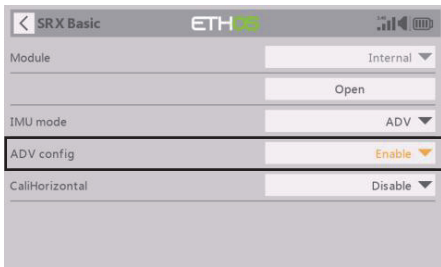 SRX Basic ETHOS
Module Internal
Open
IMU mode ADV
ADV config Enable
CaliHorizontal Disable